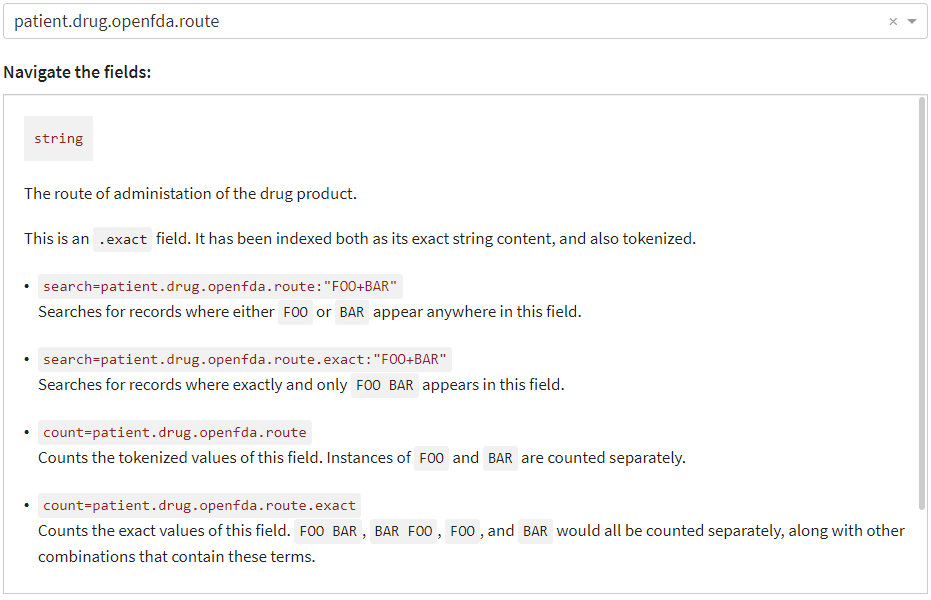 patient.drug.openfda.route
Navigate the fields:
string
The route of administation of the drug product.
This is an .exact field. It has been indexed both as its exact string content, and also tokenized.
• search=patient.drug.openfda.route:"FOO+BAR"
Searches for records where either FOO or BAR appear anywhere in this field.
• search=patient.drug.openfda.route.exact:"FOO+BAR"
Searches for records where exactly and only FOO BAR appears in this field.
• count=patient.drug.openfda.route
Counts the tokenized values of this field. Instances of FOO and BAR are counted separately.
• count=patient.drug.openfda.route.exact
Counts the exact values of this field. FOO BAR, BAR FOO, FOO, and BAR would all be counted separately, along with other
combinations that contain these terms.